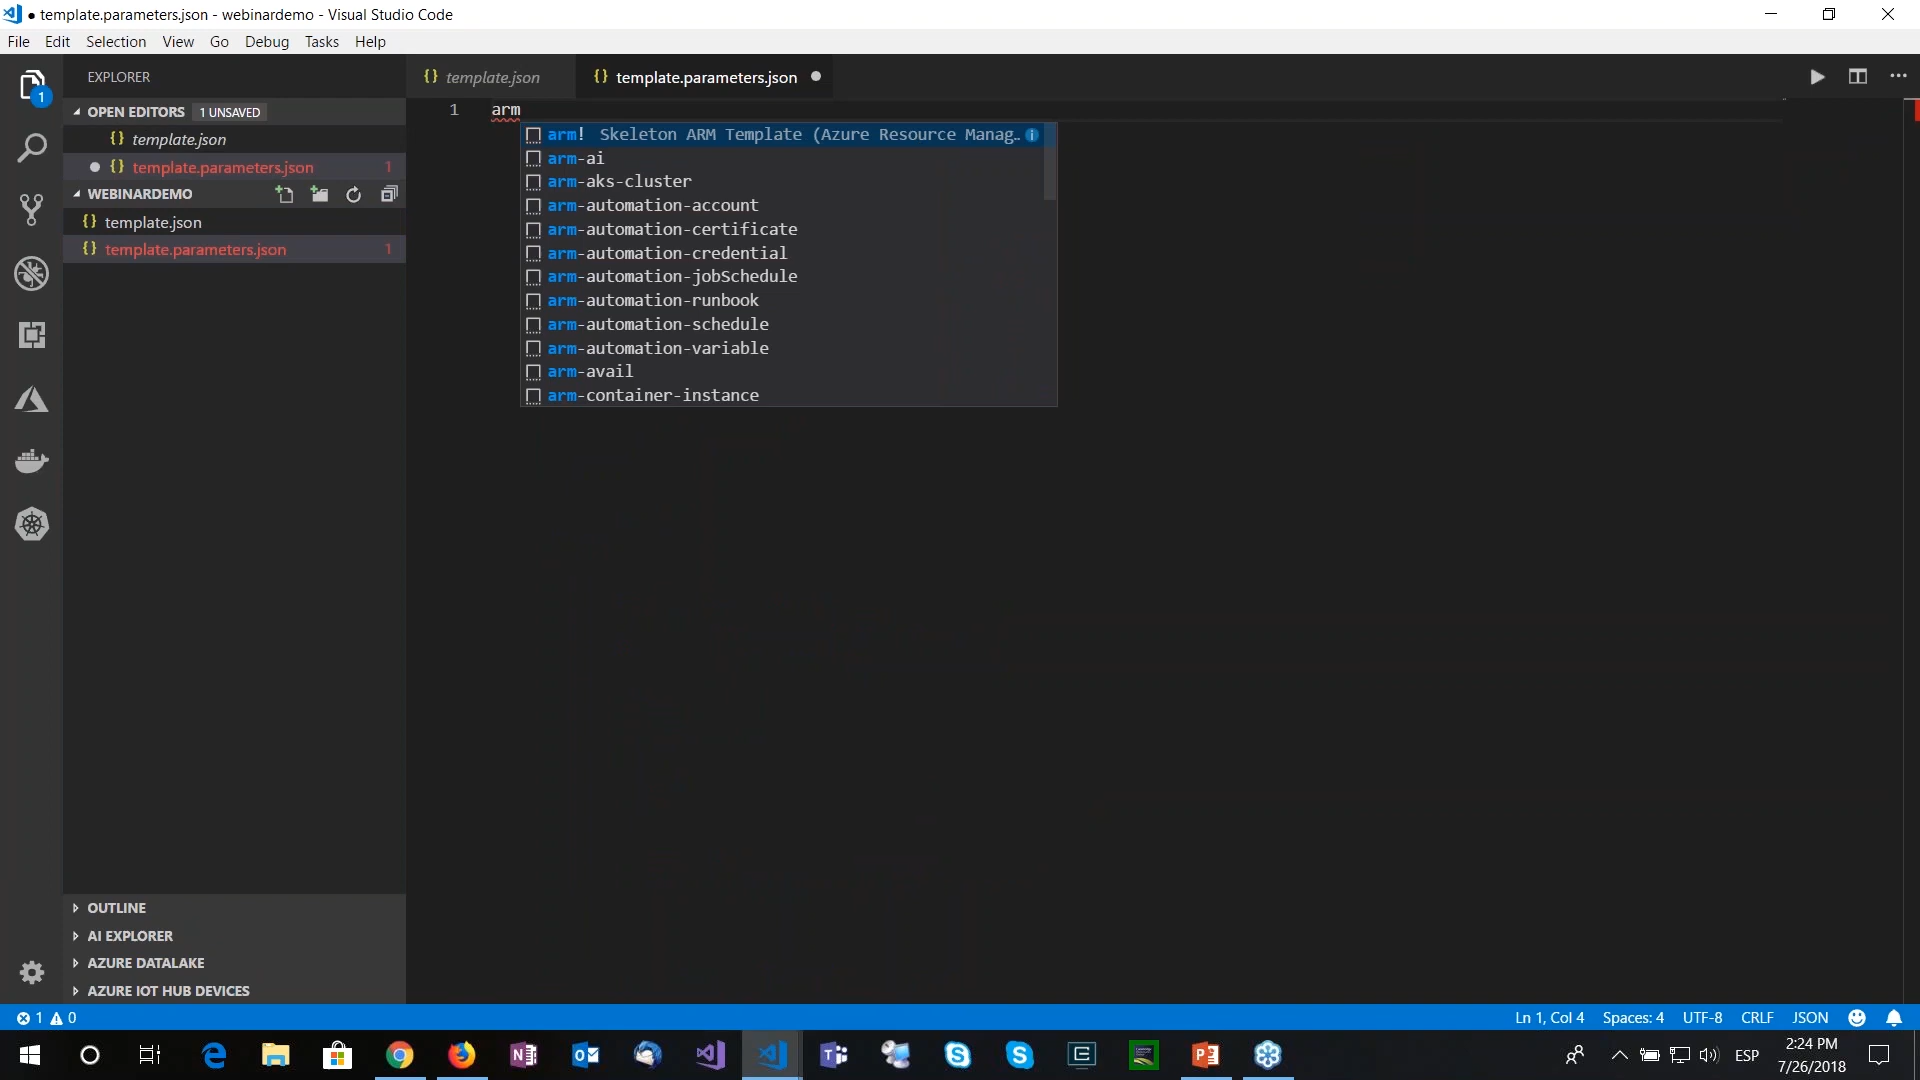 ● template.parameters.json - webinardemo - Visual Studio Code
File Edit Selection View Go Debug Tasks Help
EXPLORER
OPEN EDITORS 1 UNSAVED
{} template.json
{} template.parameters.json 1
WEBINARDEMO
{} template.json
{} template.parameters.json 1
OUTLINE
AI EXPLORER
AZURE DATALAKE
AZURE IOT HUB DEVICES
1
{} template.json {} template.parameters.json ●
1 arm
arm! Skeleton ARM Template (Azure Resource Manag…
arm-ai
arm-aks-cluster
arm-automation-account
arm-automation-certificate
arm-automation-credential
arm-automation-jobSchedule
arm-automation-runbook
arm-automation-schedule
arm-automation-variable
arm-avail
arm-container-instance
1 0 Ln 1, Col 4 Spaces: 4 UTF-8 CRLF JSON
ESP 2:24 PM
7/26/2018